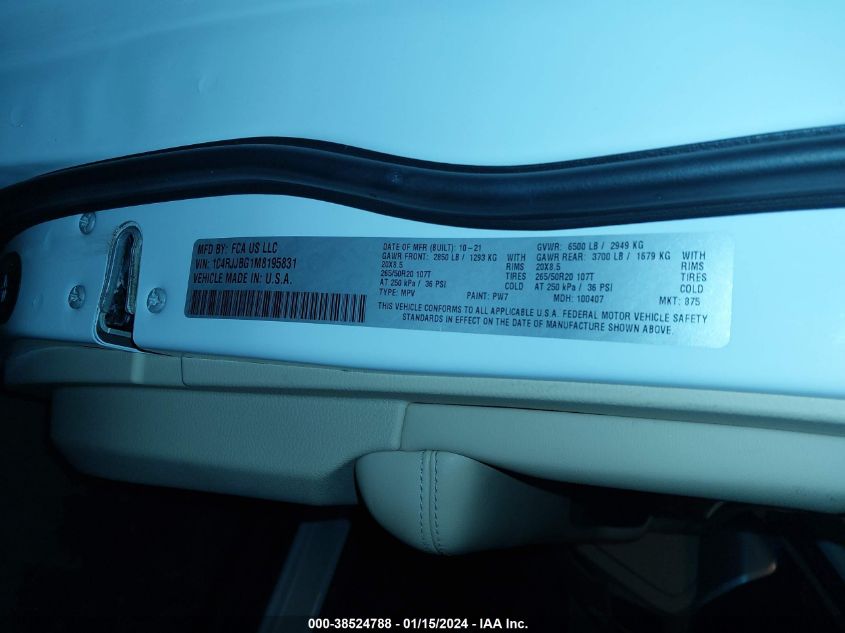 MFD BY: FCA US LLC
VIN: 1C4RJJBG1M8195831
VEHICLE MADE IN: U.S.A.
DATE OF MFR (BUILT): 10-21 GVWR: 6500 LB / 2949 KG
GAWR FRONT: 2850 LB / 1293 KG WITH GAWR REAR: 3700 LB / 1679 KG WITH
20X8.5 RIMS 20X8.5 RIMS
265/50R20 107T TIRES 265/50R20 107T TIRES
AT 250 kPa / 36 PSI COLD AT 250 kPa / 36 PSI COLD
TYPE: MPV PAINT: PW7 MDH: 100407 MKT: 875
THIS VEHICLE CONFORMS TO ALL APPLICABLE U.S.A. FEDERAL MOTOR VEHICLE SAFETY
STANDARDS IN EFFECT ON THE DATE OF MANUFACTURE SHOWN ABOVE.
000-38524788 - 01/15/2024 - IAA Inc.